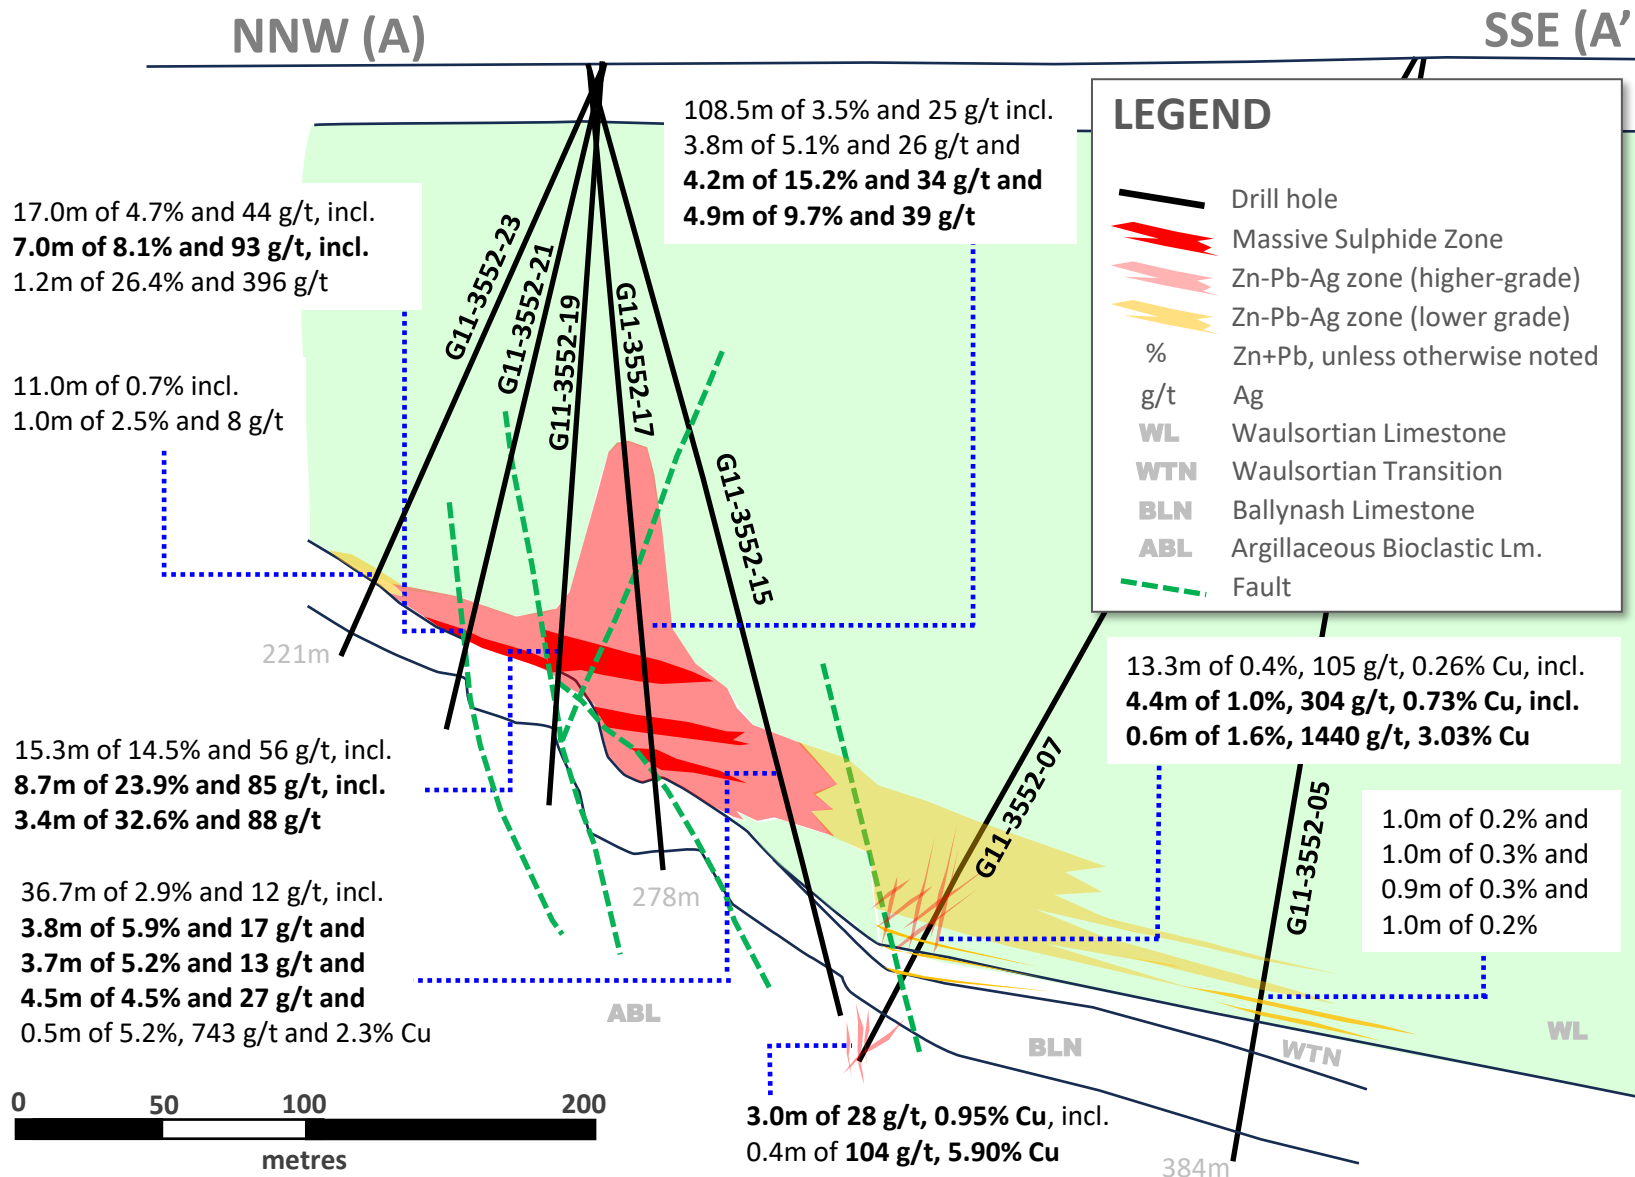 NNW (A)
SSE (A'
108.5m of 3.5% and 25 g/t incl.
3.8m of 5.1% and 26 g/t and
4.2m of 15.2% and 34 g/t and
4.9m of 9.7% and 39 g/t
17.0m of 4.7% and 44 g/t, incl.
7.0m of 8.1% and 93 g/t, incl.
1.2m of 26.4% and 396 g/t
11.0m of 0.7% incl.
1.0m of 2.5% and 8 g/t
G11-3552-23
G11-3552-21
G11-3552-19
G11-3552-17
G11-3552-15
LEGEND
Drill hole
Massive Sulphide Zone
Zn-Pb-Ag zone (higher-grade)
Zn-Pb-Ag zone (lower grade)
% Zn+Pb, unless otherwise noted
g/t Ag
WL Waulsortian Limestone
WTN Waulsortian Transition
BLN Ballynash Limestone
ABL Argillaceous Bioclastic Lm.
Fault
221m
15.3m of 14.5% and 56 g/t, incl.
8.7m of 23.9% and 85 g/t, incl.
3.4m of 32.6% and 88 g/t
13.3m of 0.4%, 105 g/t, 0.26% Cu, incl.
4.4m of 1.0%, 304 g/t, 0.73% Cu, incl.
0.6m of 1.6%, 1440 g/t, 3.03% Cu
G11-3552-07
G11-3552-05
1.0m of 0.2% and
1.0m of 0.3% and
0.9m of 0.3% and
1.0m of 0.2%
278m
36.7m of 2.9% and 12 g/t, incl.
3.8m of 5.9% and 17 g/t and
3.7m of 5.2% and 13 g/t and
4.5m of 4.5% and 27 g/t and
0.5m of 5.2%, 743 g/t and 2.3% Cu
ABL
BLN
WTN
WL
0 50 100 200
metres
3.0m of 28 g/t, 0.95% Cu, incl.
0.4m of 104 g/t, 5.90% Cu
384m